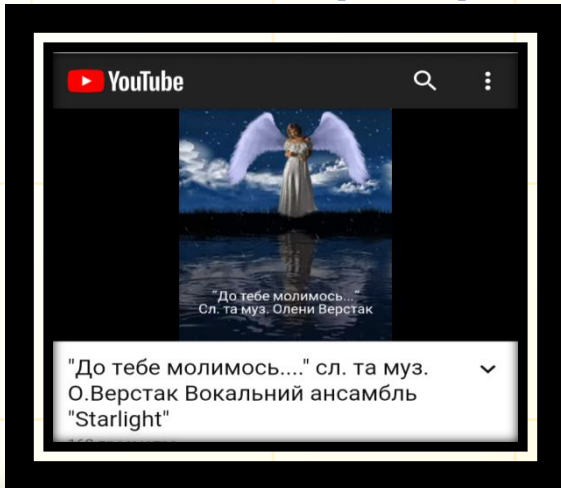 YouTube
"До тебе молимось..."
Сл. та муз. Олени Верстак
"До тебе молимось...." сл. та муз.
О.Верстак Вокальний ансамбль
"Starlight"